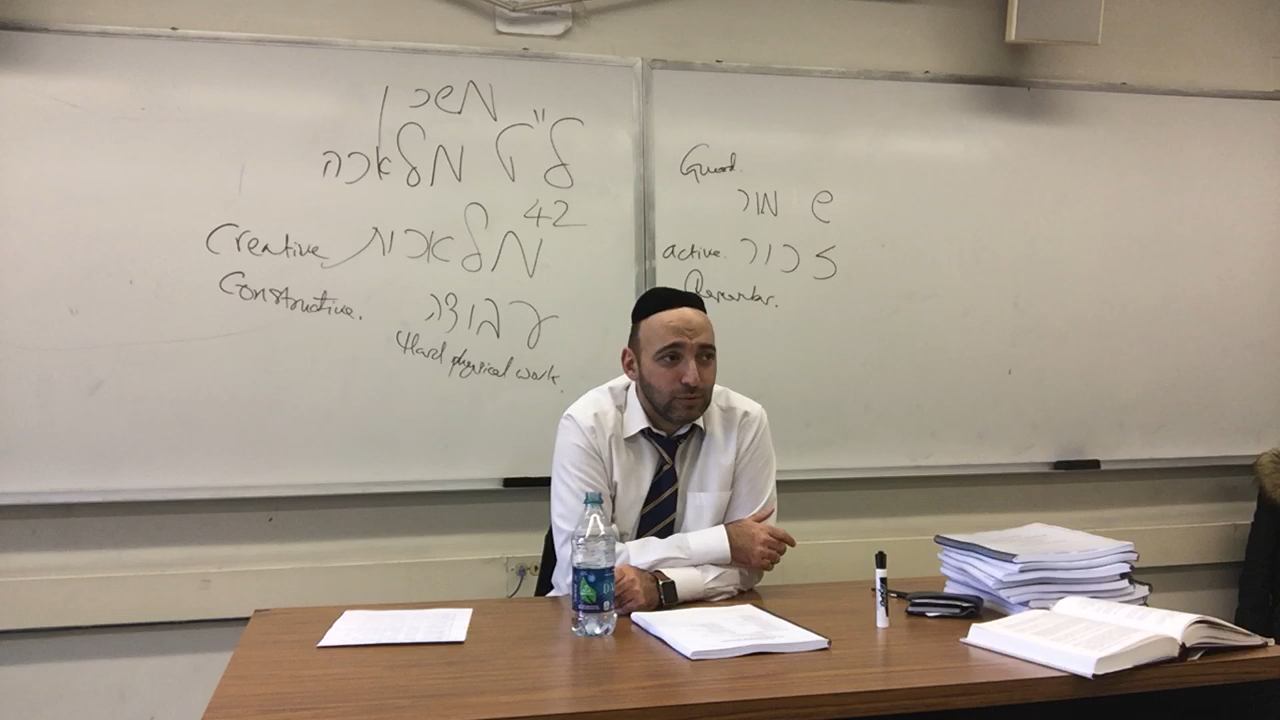 משכן
ל"ט מלאכה
42
Creative מלאכות
Constructive. עבודה
Hard physical work.
Guard.
שמור
active. זכור
Remember.